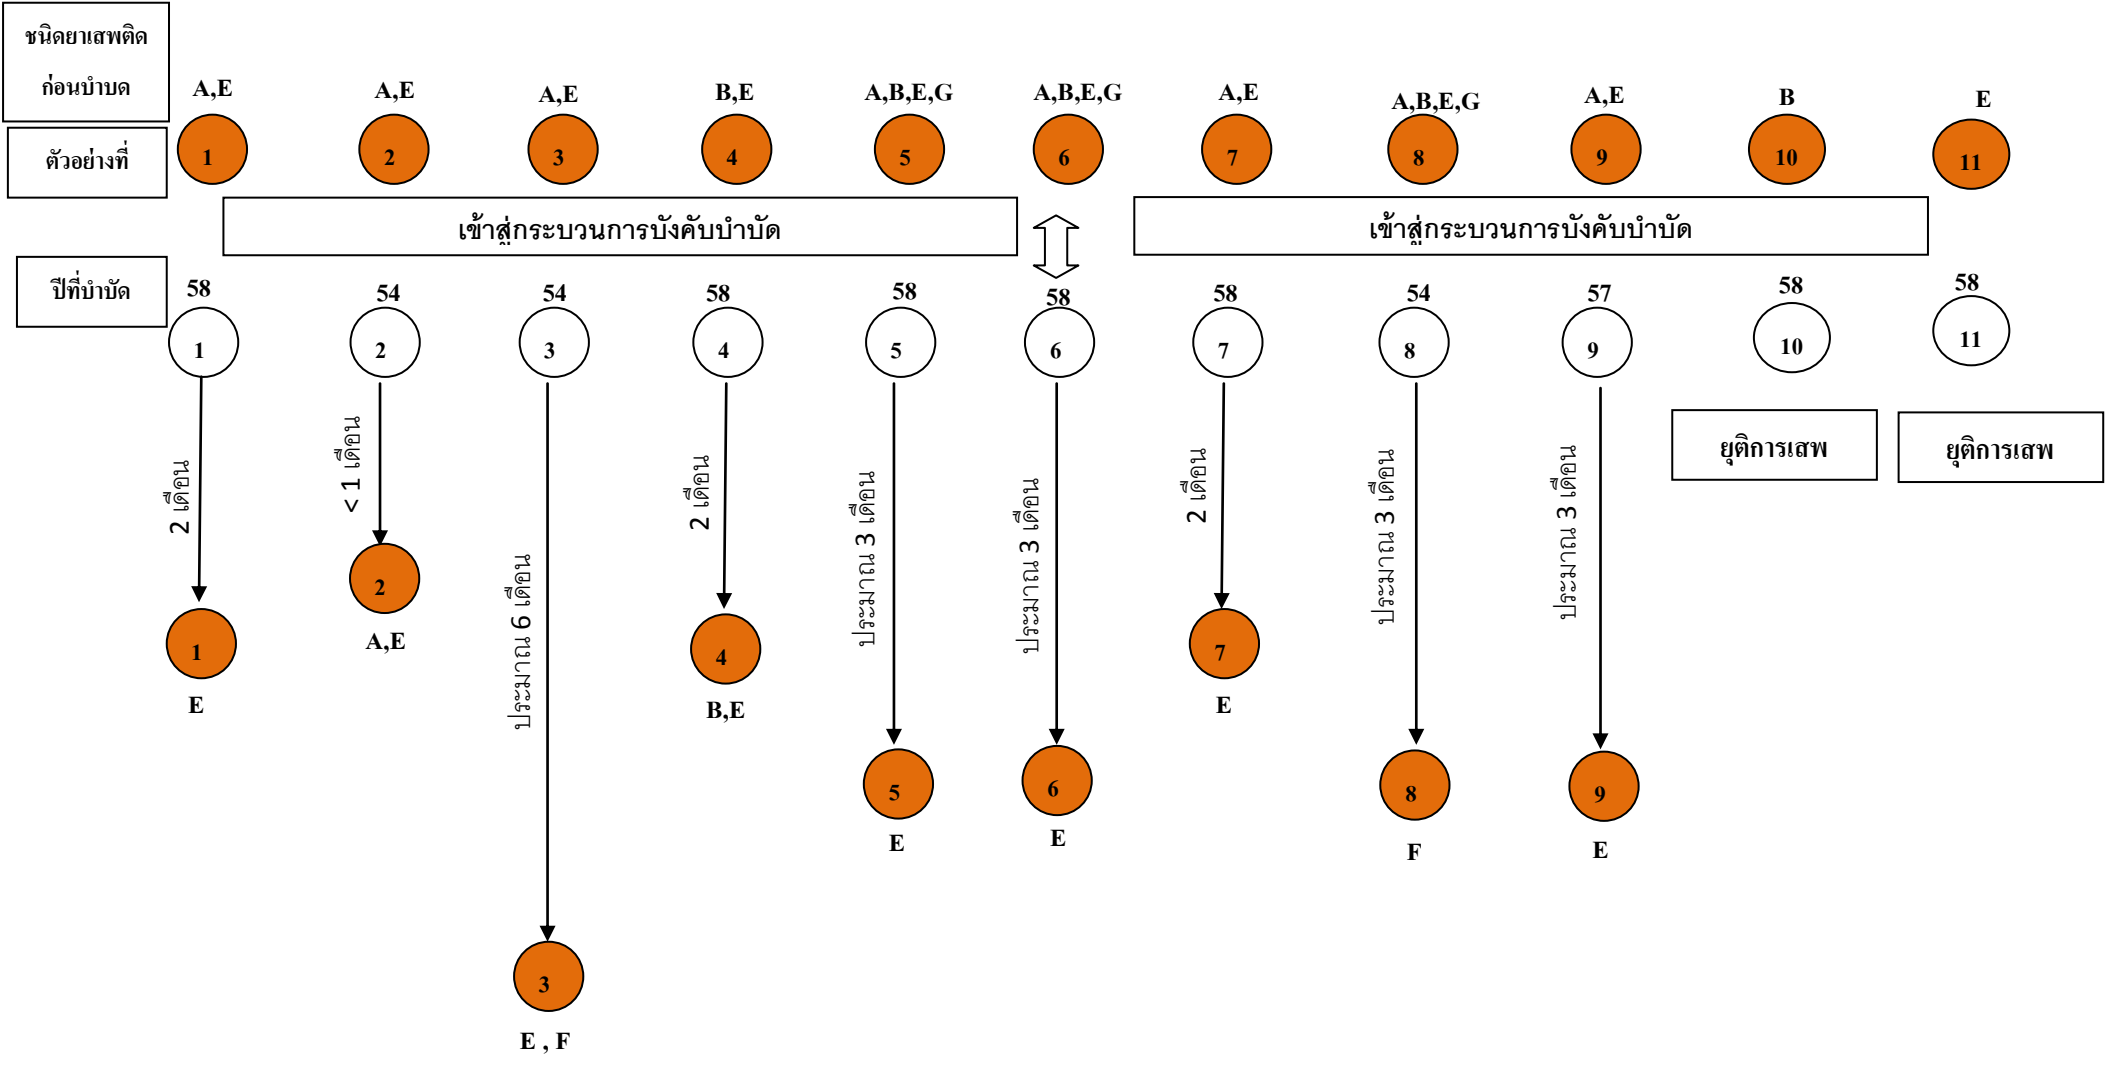 ชนิดยาเสพติด
ก่อนบำบด
A,E
A,E
A,E
B,E
A,B,E,G
A,B,E,G
A,E
A,B,E,G
A,E
B
E
ตัวอย่างที่
1
2
3
4
5
6
7
8
9
10
11
เข้าสู่กระบวนการบังคับบำบัด
เข้าสู่กระบวนการบังคับบำบัด
ปีที่บำบัด
58
54
54
58
58
58
58
54
57
58
58
1
2
3
4
5
6
7
8
9
10
11
ยุติการเสพ
ยุติการเสพ
2 เดือน
< 1 เดือน
ประมาณ 6 เดือน
2 เดือน
ประมาณ 3 เดือน
ประมาณ 3 เดือน
2 เดือน
ประมาณ 3 เดือน
ประมาณ 3 เดือน
2
A,E
1
E
4
B,E
7
E
5
E
6
E
8
F
9
E
3
E , F